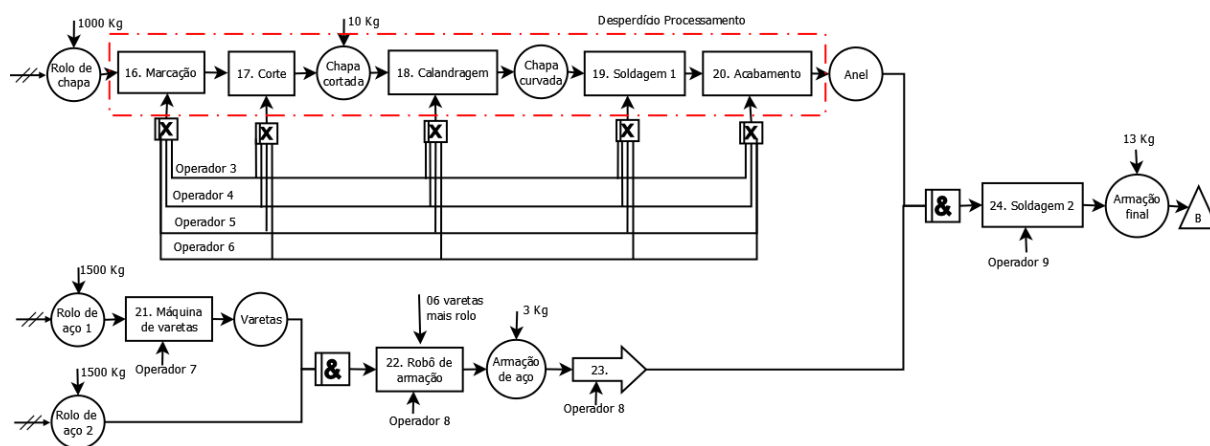 1000 Kg
10 Kg
Desperdício Processamento
Rolo de
chapa
16. Marcação
17. Corte
Chapa
cortada
18. Calandragem
Chapa
curvada
19. Soldagem 1
20. Acabamento
Anel
X
X
X
X
X
Operador 3
Operador 4
Operador 5
Operador 6
13 Kg
&
24. Soldagem 2
Armação
final
B
Operador 9
1500 Kg
Rolo de
aço 1
21. Máquina
de varetas
Varetas
Operador 7
06 varetas
mais rolo
3 Kg
&
22. Robô de
armação
Armação
de aço
23.
Operador 8
Operador 8
1500 Kg
Rolo de
aço 2